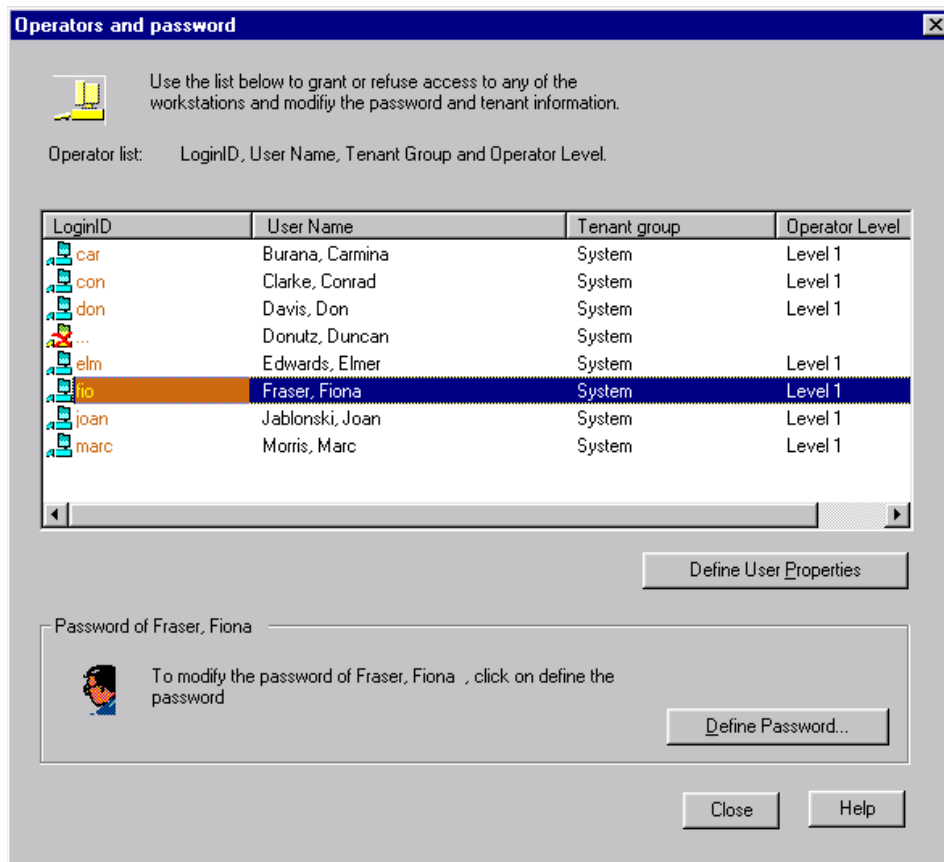 Operators and password
Use the list below to grant or refuse access to any of the
workstations and modifiy the password and tenant information.
Operator list: LoginID, User Name, Tenant Group and Operator Level.
LoginID User Name Tenant group Operator Level
car Burana, Carmina System Level 1
con Clarke, Conrad System Level 1
don Davis, Don System Level 1
... Donutz, Duncan System
elm Edwards, Elmer System Level 1
fio Fraser, Fiona System Level 1
joan Jablonski, Joan System Level 1
marc Morris, Marc System Level 1
Define User Properties
Password of Fraser, Fiona
To modify the password of Fraser, Fiona , click on define the
password
Define Password...
Close Help